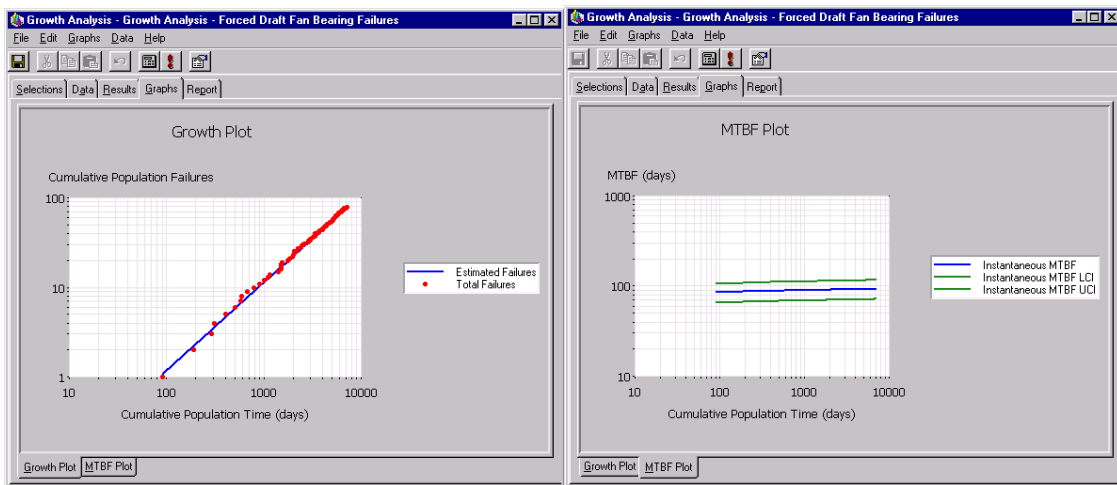 Growth Analysis - Growth Analysis - Forced Draft Fan Bearing Failures
File Edit Graphs Data Help
Selections Data Results Graphs Report
Growth Plot
Cumulative Population Failures
100
10
1
10 100 1000 10000
Cumulative Population Time (days)
Estimated Failures
Total Failures
Growth Plot MTBF Plot
Growth Analysis - Growth Analysis - Forced Draft Fan Bearing Failures
File Edit Graphs Data Help
Selections Data Results Graphs Report
MTBF Plot
MTBF (days)
1000
100
10
10 100 1000 10000
Cumulative Population Time (days)
Instantaneous MTBF
Instantaneous MTBF LCI
Instantaneous MTBF UCI
Growth Plot MTBF Plot